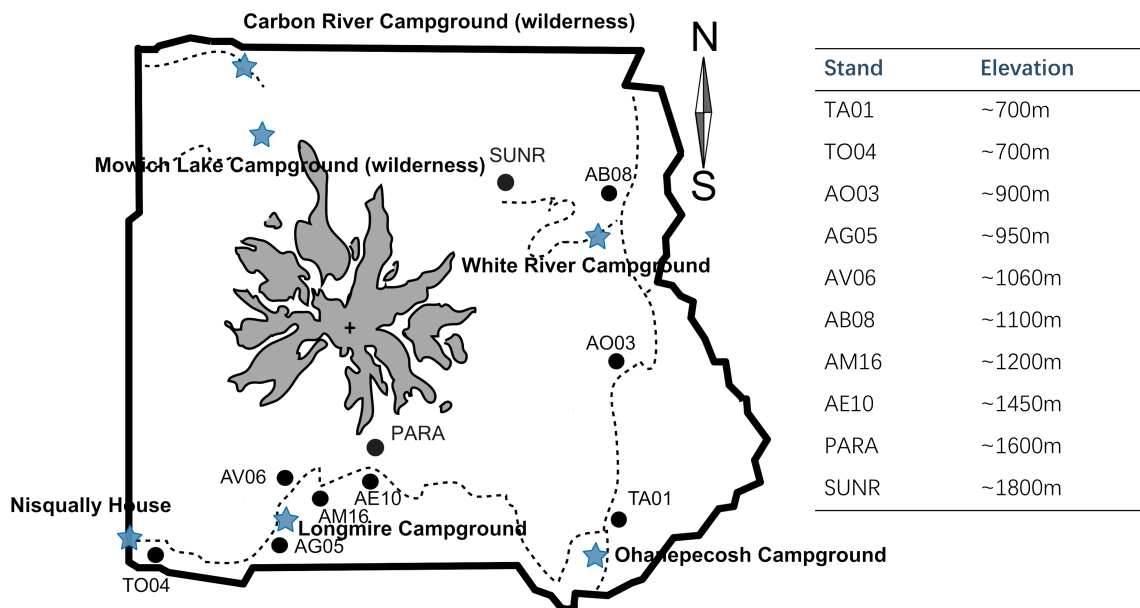 Carbon River Campground (wilderness)
N
S
Mowich Lake Campground (wilderness)
SUNR
AB08
White River Campground
AO03
PARA
AV06
AE10
AM16
Nisqually House
Longmire Campground
TA01
AG05
Ohanepecosh Campground
TO04
Stand Elevation
TA01 ~700m
TO04 ~700m
AO03 ~900m
AG05 ~950m
AV06 ~1060m
AB08 ~1100m
AM16 ~1200m
AE10 ~1450m
PARA ~1600m
SUNR ~1800m